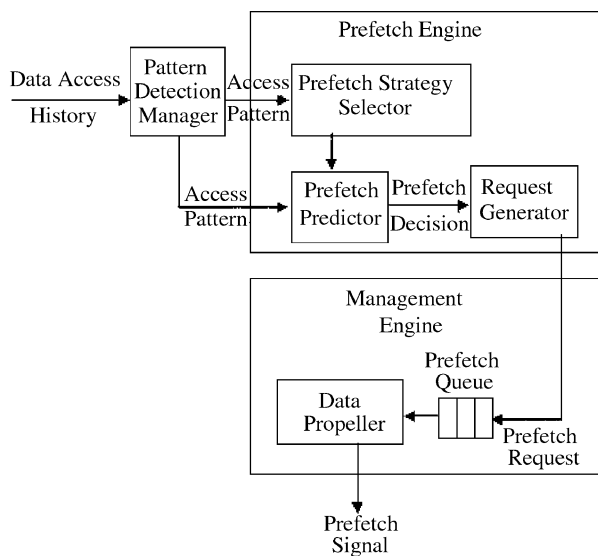 Prefetch Engine
Data Access
History
Pattern
Detection
Manager
Access
Pattern
Prefetch Strategy
Selector
Access
Pattern
Prefetch
Predictor
Prefetch
Decision
Request
Generator
Management
Engine
Prefetch
Queue
Data
Propeller
Prefetch
Request
Prefetch
Signal